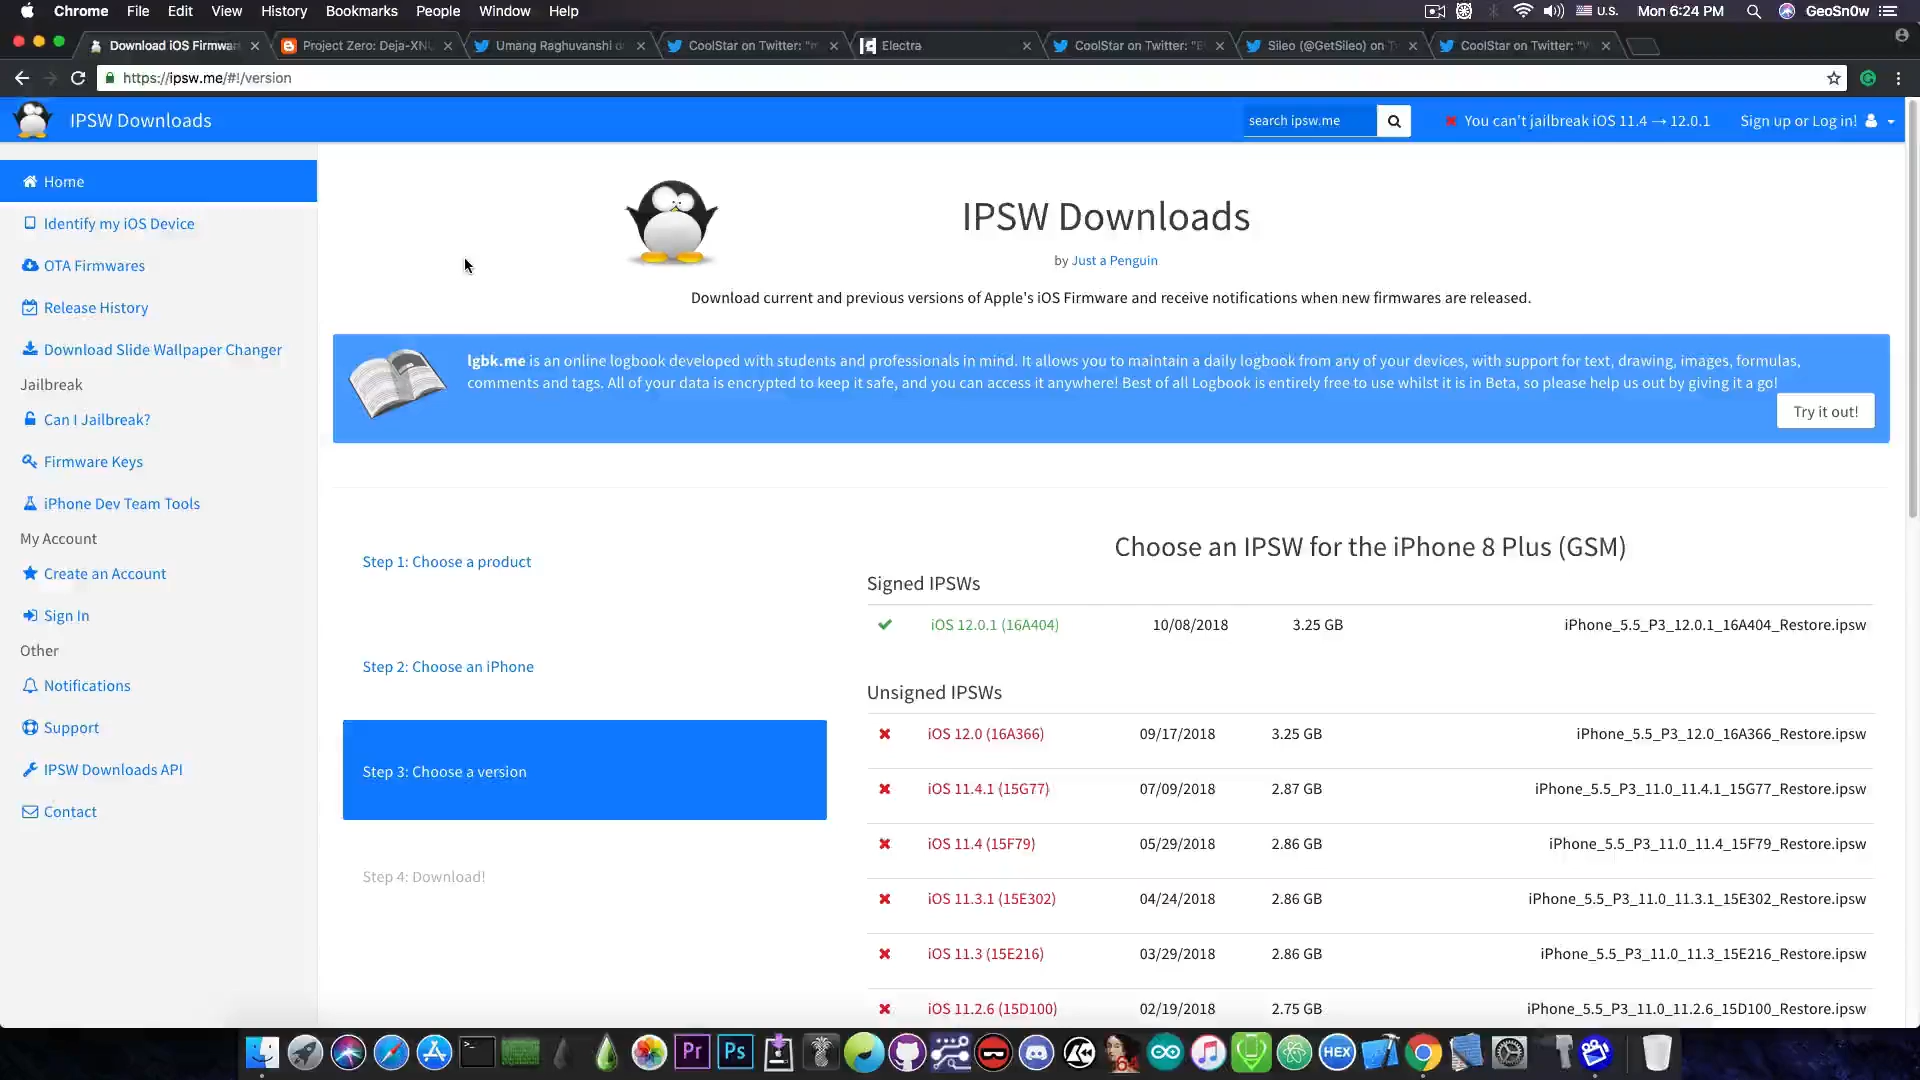 Chrome File Edit View History Bookmarks People Window Help
U.S. Mon 6:24 PM GeoSn0w
Download iOS Firmwa
Project Zero: Deja-XN
Umang Raghuvanshi
CoolStar on Twitter: "
Electra
CoolStar on Twitter: "
Sileo (@GetSileo) on T
CoolStar on Twitter: "
https://ipsw.me/#!/version
IPSW Downloads
search ipsw.me
You can't jailbreak iOS 11.4 → 12.0.1
Sign up or Log in!
Home
Identify my iOS Device
OTA Firmwares
Release History
Download Slide Wallpaper Changer
Jailbreak
Can I Jailbreak?
Firmware Keys
iPhone Dev Team Tools
My Account
Create an Account
Sign In
Other
Notifications
Support
IPSW Downloads API
Contact
IPSW Downloads
by Just a Penguin
Download current and previous versions of Apple's iOS Firmware and receive notifications when new firmwares are released.
lgbk.me is an online logbook developed with students and professionals in mind. It allows you to maintain a daily logbook from any of your devices, with support for text, drawing, images, formulas,
comments and tags. All of your data is encrypted to keep it safe, and you can access it anywhere! Best of all Logbook is entirely free to use whilst it is in Beta, so please help us out by giving it a go!
Try it out!
Step 1: Choose a product
Step 2: Choose an iPhone
Step 3: Choose a version
Step 4: Download!
Choose an IPSW for the iPhone 8 Plus (GSM)
Signed IPSWs
iOS 12.0.1 (16A404) 10/08/2018 3.25 GB iPhone_5.5_P3_12.0.1_16A404_Restore.ipsw
Unsigned IPSWs
iOS 12.0 (16A366) 09/17/2018 3.25 GB iPhone_5.5_P3_12.0_16A366_Restore.ipsw
iOS 11.4.1 (15G77) 07/09/2018 2.87 GB iPhone_5.5_P3_11.0_11.4.1_15G77_Restore.ipsw
iOS 11.4 (15F79) 05/29/2018 2.86 GB iPhone_5.5_P3_11.0_11.4_15F79_Restore.ipsw
iOS 11.3.1 (15E302) 04/24/2018 2.86 GB iPhone_5.5_P3_11.0_11.3.1_15E302_Restore.ipsw
iOS 11.3 (15E216) 03/29/2018 2.86 GB iPhone_5.5_P3_11.0_11.3_15E216_Restore.ipsw
iOS 11.2.6 (15D100) 02/19/2018 2.75 GB iPhone_5.5_P3_11.0_11.2.6_15D100_Restore.ipsw
Pr Ps 64 HEX